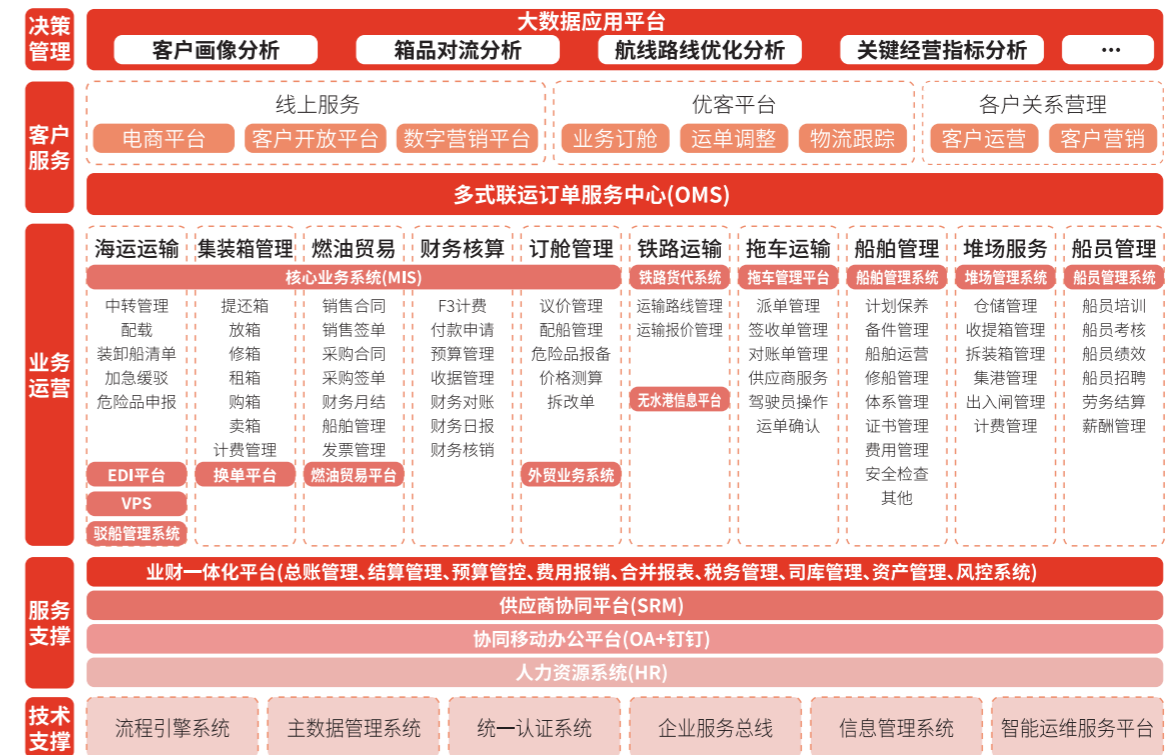 决策
管理
大数据应用平台
客户画像分析
箱品对流分析
航线路线优化分析
关键经营指标分析
···
客户
服务
线上服务
电商平台
客户开放平台
数字营销平台
优客平台
业务订舱
运单调整
物流跟踪
各户关系营理
客户运营
客户营销
多式联运订单服务中心(OMS)
业务
运营
海运运输
集装箱管理
燃油贸易
财务核算
订舱管理
铁路运输
拖车运输
船舶管理
堆场服务
船员管理
核心业务系统(MIS)
铁路货代系统
拖车管理平台
船舶管理系统
堆场管理系统
船员管理系统
中转管理
配载
装卸船清单
加急缓驳
危险品申报
EDI平台
VPS
驳船管理系统
提还箱
放箱
修箱
租箱
购箱
卖箱
计费管理
换单平台
销售合同
销售签单
采购合同
采购签单
财务月结
船舶管理
发票管理
燃油贸易平台
F3计费
付款申请
预算管理
收据管理
财务对账
财务日报
财务核销
议价管理
配船管理
危险品报备
价格测算
拆改单
外贸业务系统
运输路线管理
运输报价管理
无水港信息平台
派单管理
签收单管理
对账单管理
供应商服务
驾驶员操作
运单确认
计划保养
备件管理
船舶运营
修船管理
体系管理
证书管理
费用管理
安全检查
其他
仓储管理
收提箱管理
拆装箱管理
集港管理
出入闸管理
计费管理
船员培训
船员考核
船员绩效
船员招聘
劳务结算
薪酬管理
服务
支撑
业财一体化平台(总账管理、结算管理、预算管控、费用报销、合并报表、税务管理、司库管理、资产管理、风控系统)
供应商协同平台(SRM)
协同移动办公平台(OA+钉钉)
人力资源系统(HR)
技术
支撑
流程引擎系统
主数据管理系统
统一认证系统
企业服务总线
信息管理系统
智能运维服务平台